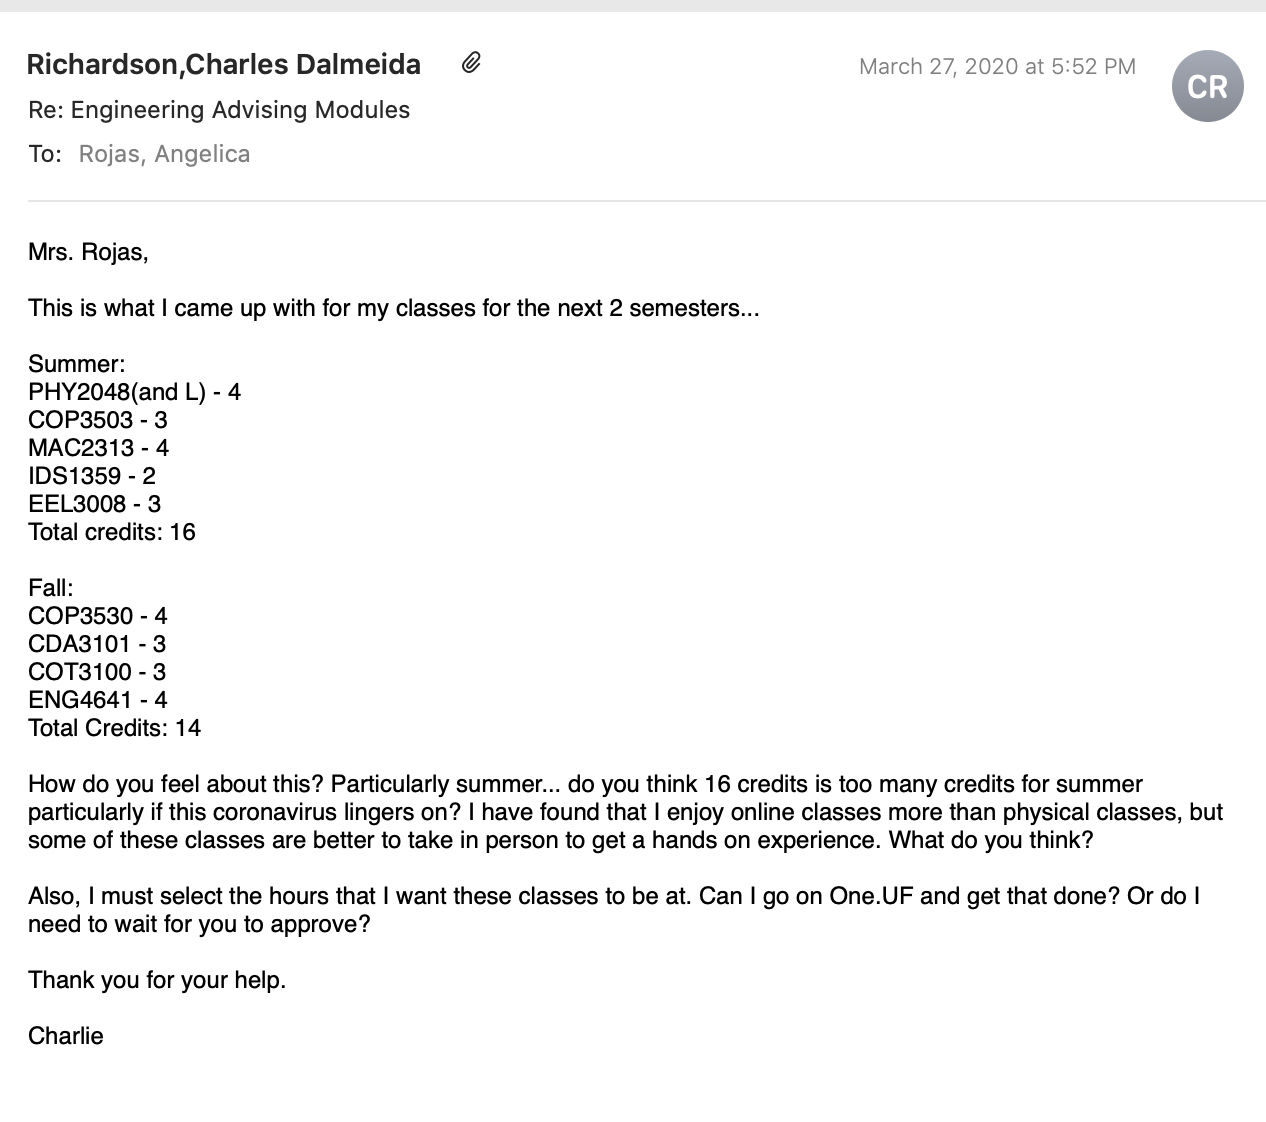 Richardson,Charles Dalmeida
March 27, 2020 at 5:52 PM
CR
Re: Engineering Advising Modules
To: Rojas, Angelica
Mrs. Rojas,
This is what I came up with for my classes for the next 2 semesters...
Summer:
PHY2048(and L) - 4
COP3503 - 3
MAC2313 - 4
IDS1359 - 2
EEL3008 - 3
Total credits: 16
Fall:
COP3530 - 4
CDA3101 - 3
COT3100 - 3
ENG4641 - 4
Total Credits: 14
How do you feel about this? Particularly summer... do you think 16 credits is too many credits for summer
particularly if this coronavirus lingers on? I have found that I enjoy online classes more than physical classes, but
some of these classes are better to take in person to get a hands on experience. What do you think?
Also, I must select the hours that I want these classes to be at. Can I go on One.UF and get that done? Or do I
need to wait for you to approve?
Thank you for your help.
Charlie